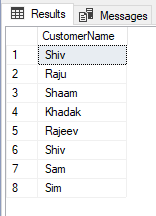 Results Messages
CustomerName
1 Shiv
2 Raju
3 Shaam
4 Khadak
5 Rajeev
6 Shiv
7 Sam
8 Sim